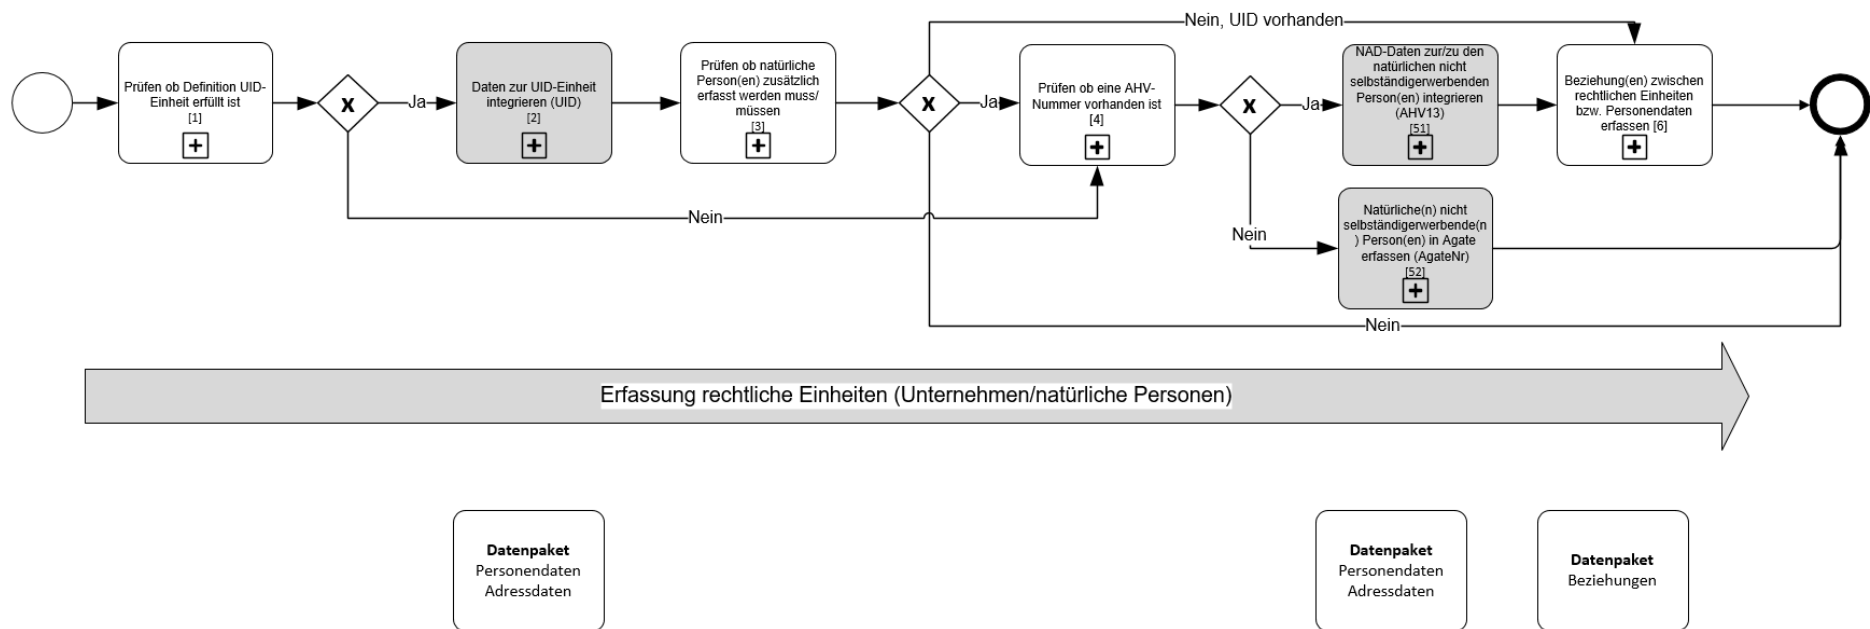 Nein, UID vorhanden
Prüfen ob Definition UID-
Einheit erfüllt ist
[1]
X
Ja
Daten zur UID-Einheit
integrieren (UID)
[2]
Prüfen ob natürliche
Person(en) zusätzlich
erfasst werden muss/
müssen
[3]
X
Ja
Prüfen ob eine AHV-
Nummer vorhanden ist
[4]
X
Ja
NAD-Daten zur/zu den
natürlichen nicht
selbständigerwerbenden
Person(en) integrieren
(AHV13)
[51]
Beziehung(en) zwischen
rechtlichen Einheiten
bzw. Personendaten
erfassen [6]
Nein
Nein
Natürliche(n) nicht
selbständigerwerbende(n
) Person(en) in Agate
erfassen (AgateNr)
[52]
Nein
Erfassung rechtliche Einheiten (Unternehmen/natürliche Personen)
Datenpaket
Personendaten
Adressdaten
Datenpaket
Personendaten
Adressdaten
Datenpaket
Beziehungen